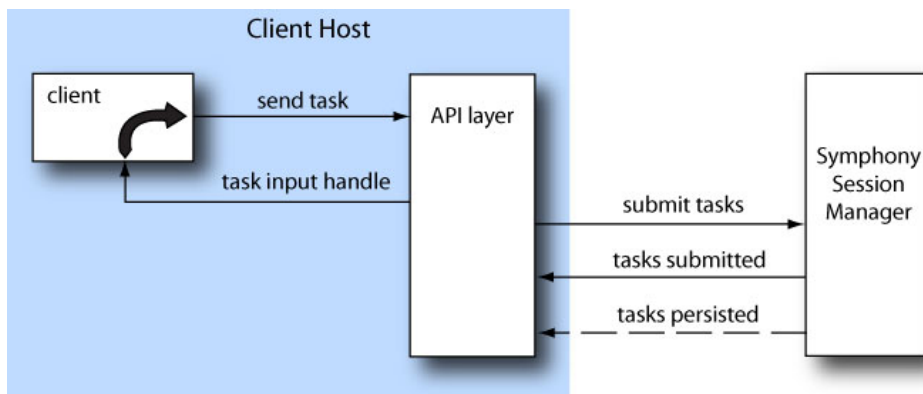 Client Host
client
send task
API layer
task input handle
Symphony
Session
Manager
submit tasks
tasks submitted
tasks persisted